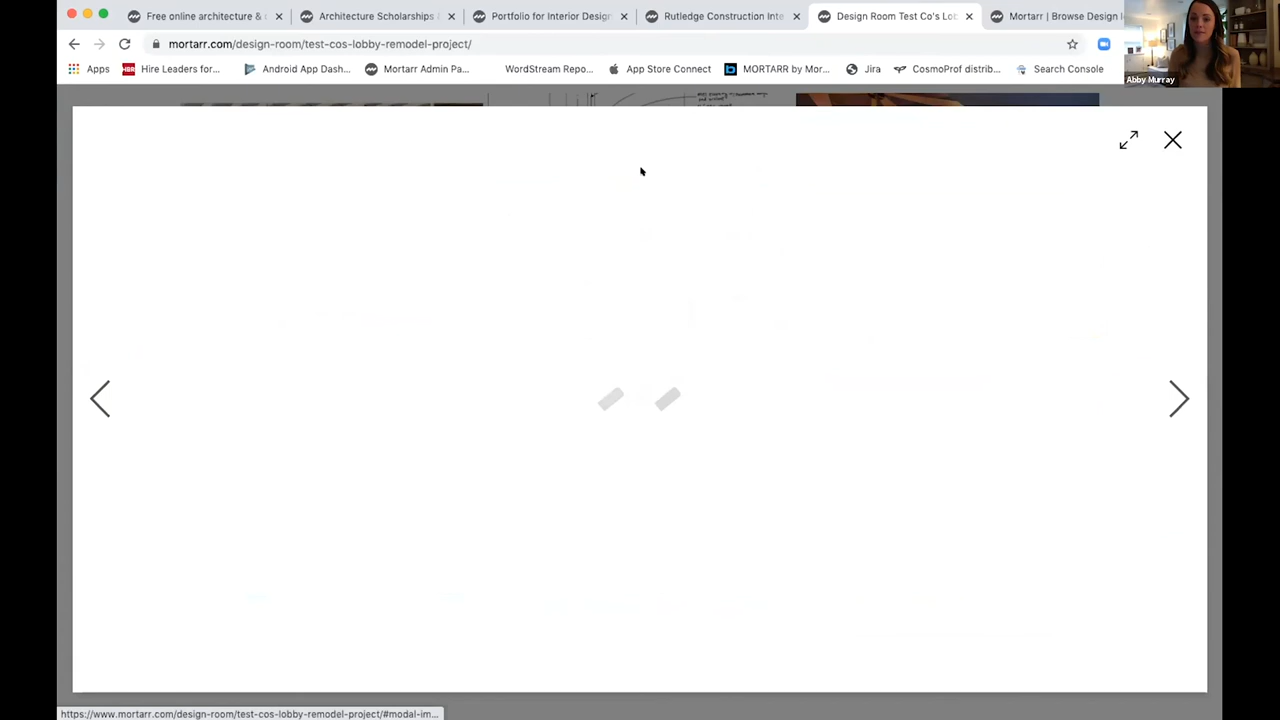 Free online architecture &
Architecture Scholarships
Portfolio for Interior Design
Rutledge Construction Inte
Design Room Test Co's Lob
Mortarr | Browse Design I
mortarr.com/design-room/test-cos-lobby-remodel-project/
Apps
HBR
Hire Leaders for...
Android App Dash...
Mortarr Admin Pa...
WordStream Repo...
App Store Connect
MORTARR by Mor...
Jira
CosmoProf distrib...
Search Console
Abby Murray
https://www.mortarr.com/design-room/test-cos-lobby-remodel-project/#modal-im...